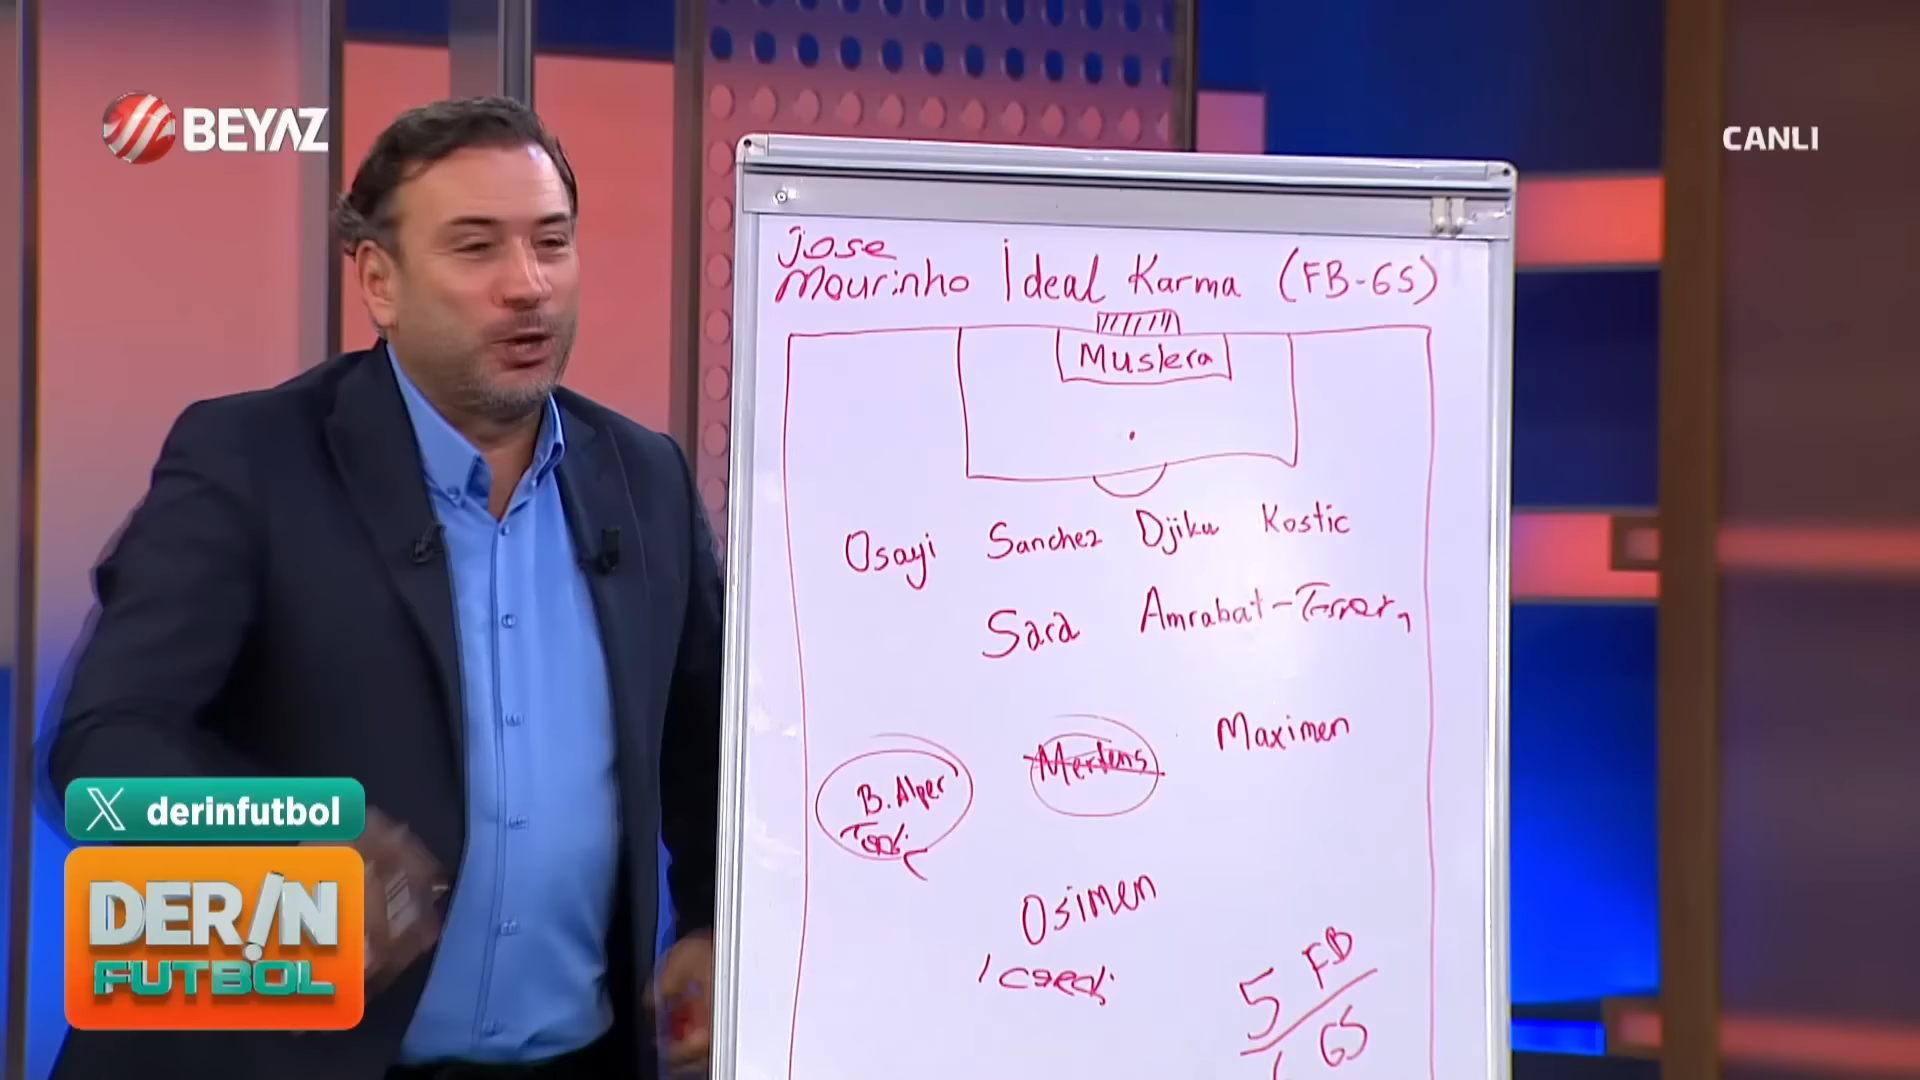 BEYAZ
CANLI
Jose
Mourinho İdeal Karma (FB-GS)
Muslera
Osayi Sanchez Djiku Kostic
Sara Amrabat-
Mertens Maximen
B. Alper
Osimen
5 FB
GS
derinfutbol
DERİN
FUTBOL